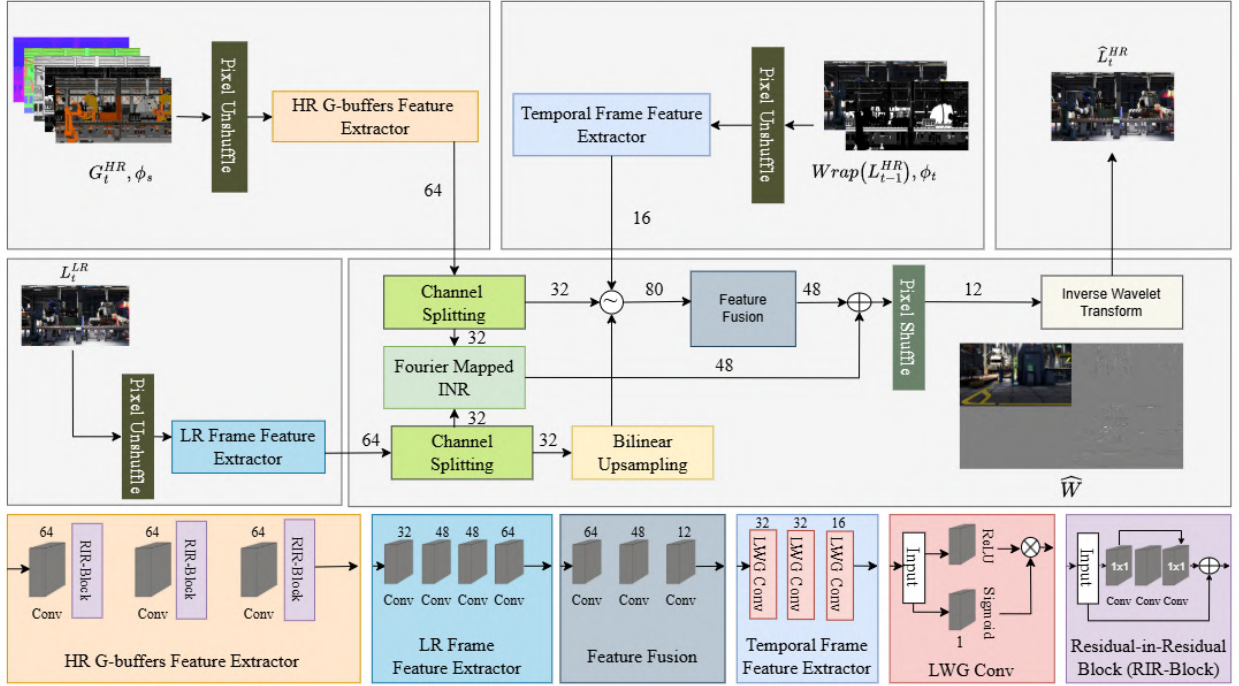 Pixel Unshuffle
HR G-buffers Feature
Extractor
G_t^{HR}, ϕ_s
64
Temporal Frame Feature
Extractor
Pixel Unshuffle
Wrap(L_{t-1}^{HR}), ϕ_t
16
\widehat{L}_t^{HR}
L_t^{LR}
Pixel Unshuffle
LR Frame Feature
Extractor
64
Channel
Splitting
32
32
Fourier Mapped
INR
32
Channel
Splitting
32
Bilinear
Upsampling
~
80
Feature
Fusion
48
48
Pixel Shuffle
12
Inverse Wavelet
Transform
\widehat{W}
64
RIR-Block
64
RIR-Block
64
RIR-Block
Conv
Conv
Conv
HR G-buffers Feature Extractor
32 48 48 64
Conv Conv Conv Conv
LR Frame
Feature Extractor
64 48 12
Conv Conv Conv
Feature Fusion
32 32 16
LWG Conv
LWG Conv
LWG Conv
Temporal Frame
Feature Extractor
Input
ReLU
Sigmoid
1
LWG Conv
Input
1x1 1x1
Conv Conv Conv
Residual-in-Residual
Block (RIR-Block)